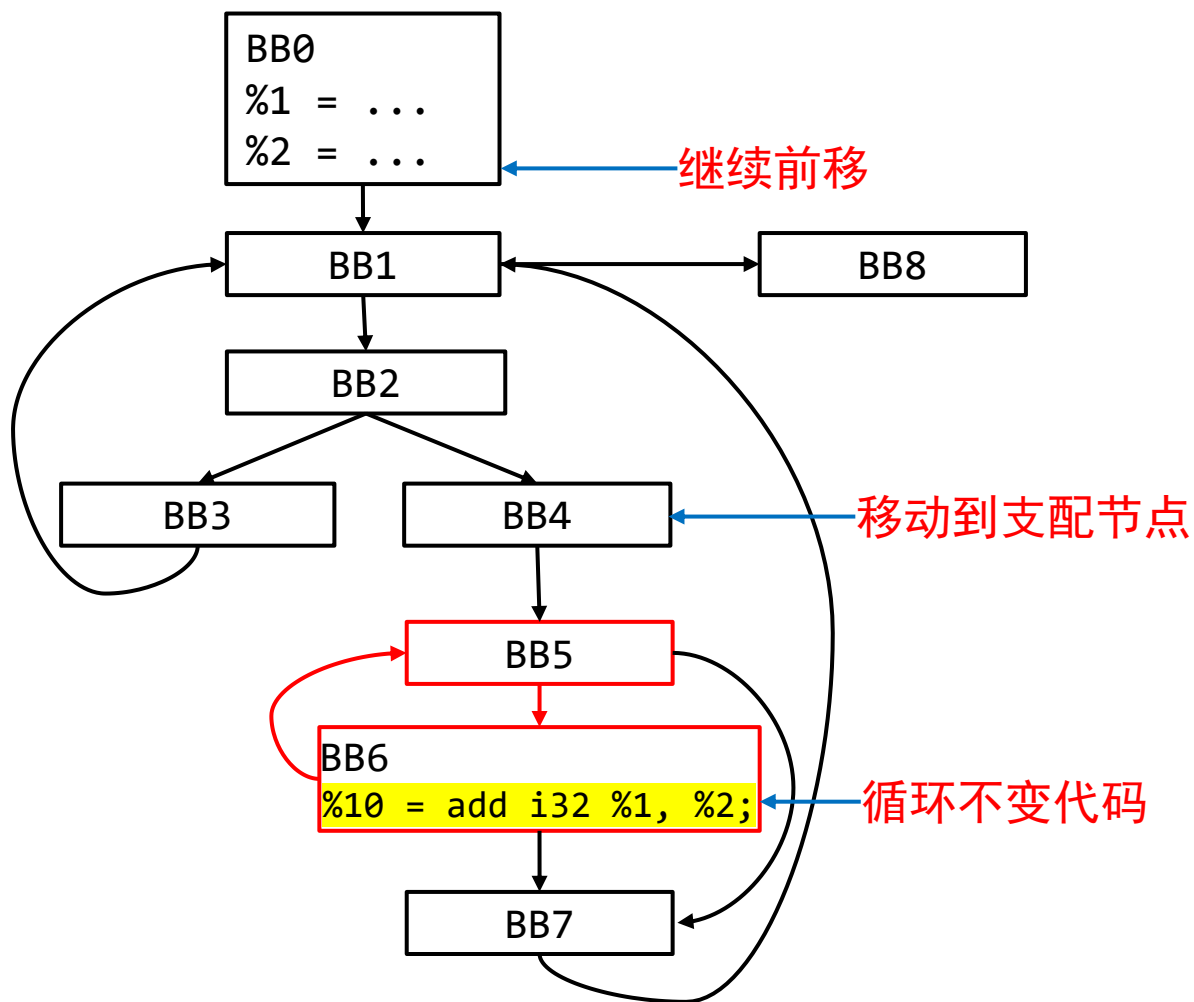 BB0
%1 = ...
%2 = ...
继续前移
BB1
BB8
BB2
BB3
BB4
移动到支配节点
BB5
BB6
%10 = add i32 %1, %2;
循环不变代码
BB7